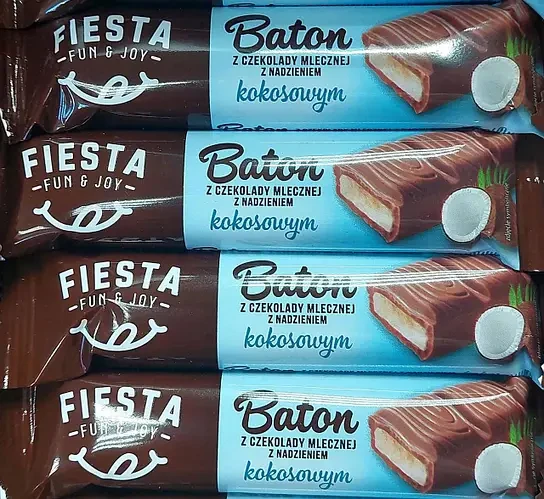 FIESTA
- FUN & JOY -
Baton
Z CZEKOLADY MLECZNEJ
Z NADZIENIEM
kokosowym
FIESTA
- FUN & JOY -
Baton
Z CZEKOLADY MLECZNEJ
Z NADZIENIEM
kokosowym
FIESTA
FUN & JOY -
Baton
Z CZEKOLADY MLECZNEJ
Z NADZIENIEM
kokosowym
FIESTA
- FUN & JOY -
Baton
Z CZEKOLADY MLECZNEJ
Z NADZIENIEM
kokosowym